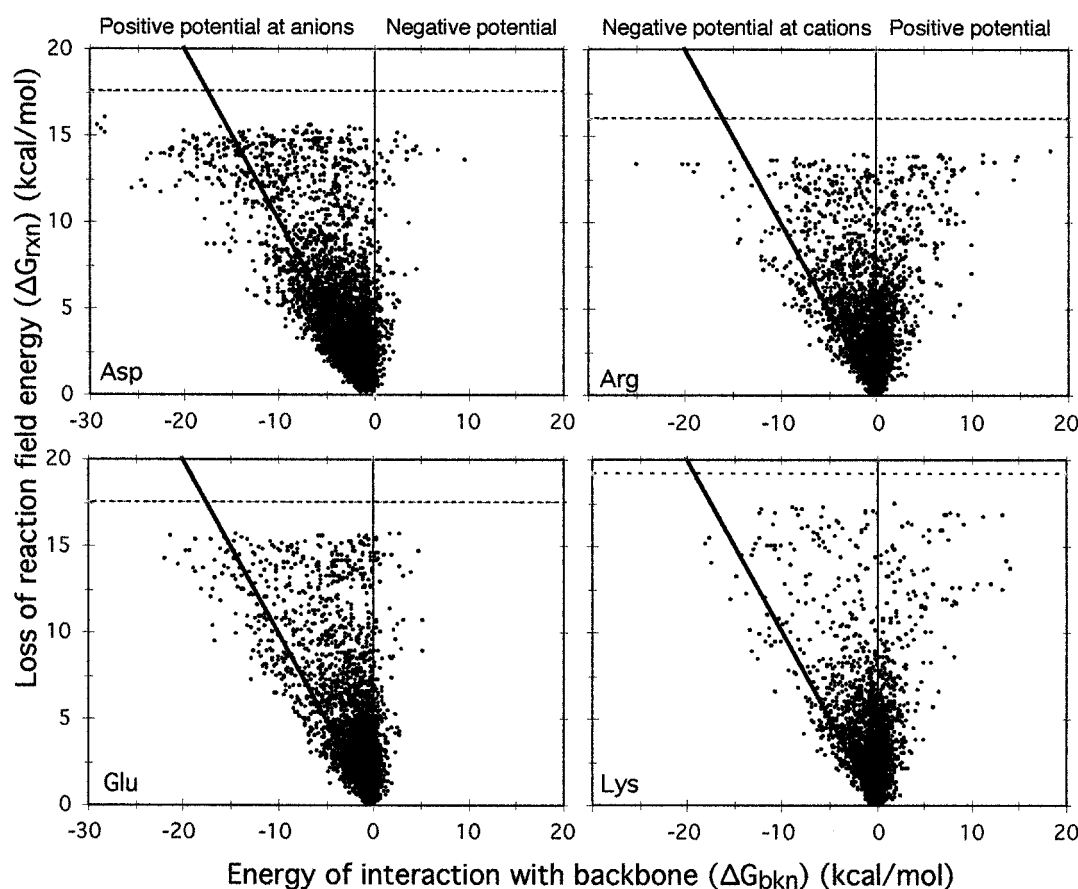 Positive potential at anions Negative potential Negative potential at cations Positive potential
20
15
10
5
0
Asp
Arg
-30 -20 -10 0 10 20 -30 -20 -10 0 10 20
20
15
10
5
0
Glu
Lys
-30 -20 -10 0 10 20 -30 -20 -10 0 10 20
Loss of reaction field energy (ΔGrxn) (kcal/mol)
Energy of interaction with backbone (ΔGbkn) (kcal/mol)